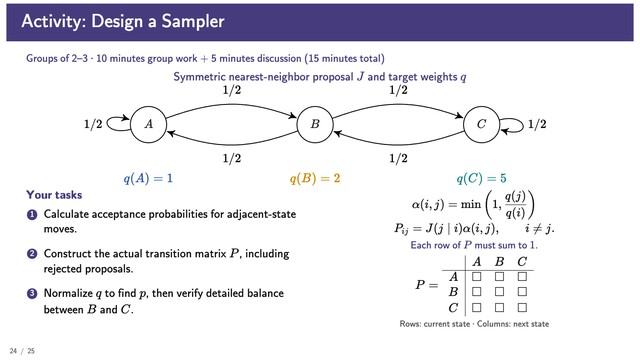 Activity: Design a Sampler
Groups of 2–3 · 10 minutes group work + 5 minutes discussion (15 minutes total)
Symmetric nearest-neighbor proposal J and target weights q
1/2 1/2
1/2 A B C 1/2
1/2 1/2
q(A) = 1 q(B) = 2 q(C) = 5
Your tasks
1 Calculate acceptance probabilities for adjacent-state
moves.
2 Construct the actual transition matrix P, including
rejected proposals.
3 Normalize q to find p, then verify detailed balance
between B and C.
α(i, j) = min(1, q(j)/q(i))
P_ij = J(j | i)α(i, j), i ≠ j.
Each row of P must sum to 1.
A B C
A □ □ □
P = B □ □ □
C □ □ □
Rows: current state · Columns: next state
24 / 25